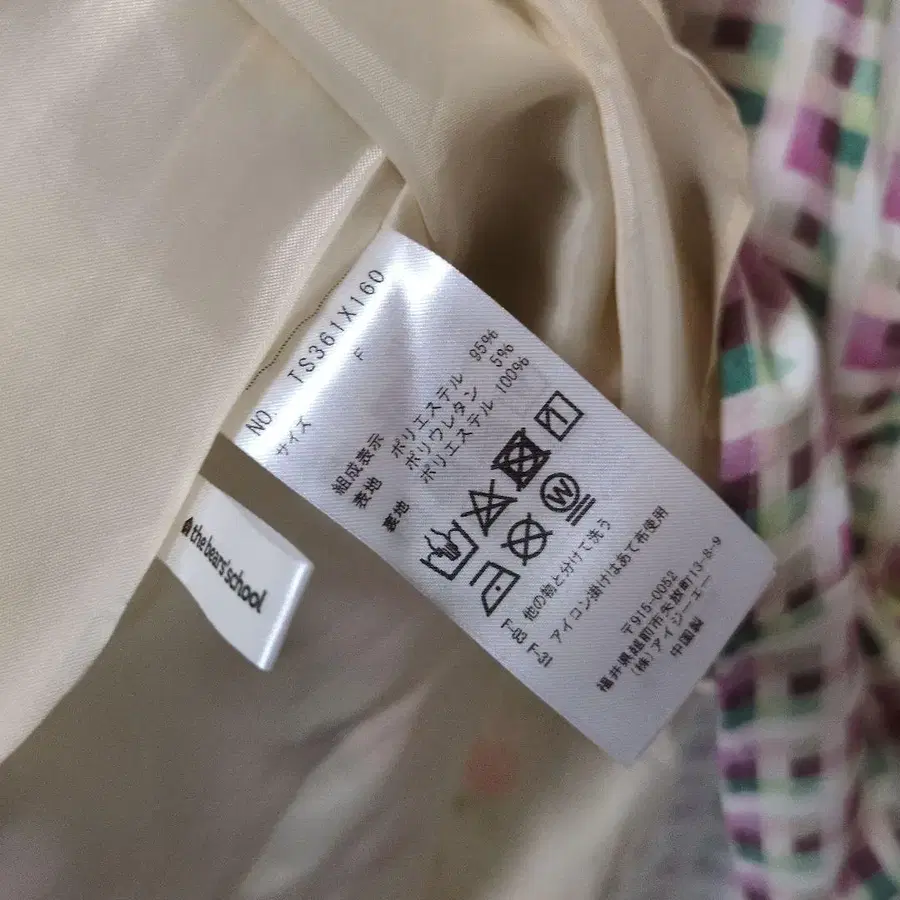 NO. TS361X160
サイズ F
組成表示
表地 ポリエステル 95%
ポリウレタン 5%
裏地 ポリエステル 100%
W
他の物と分けて洗う
アイロン掛けはあて布使用
F-03 F-31
〒915-0052
福井県越前市矢放町13-8-9
(株)アイジーエー
中国製
the bears'school